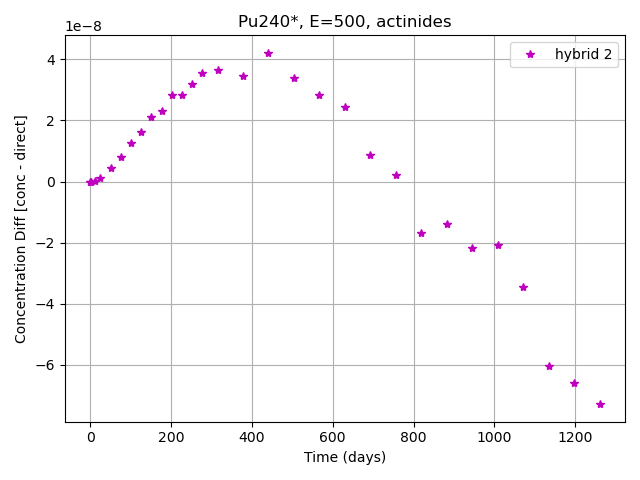 Pu240*, E=500, actinides
1e−8
hybrid 2
Concentration Diff [conc - direct]
4
2
0
−2
−4
−6
0 200 400 600 800 1000 1200
Time (days)